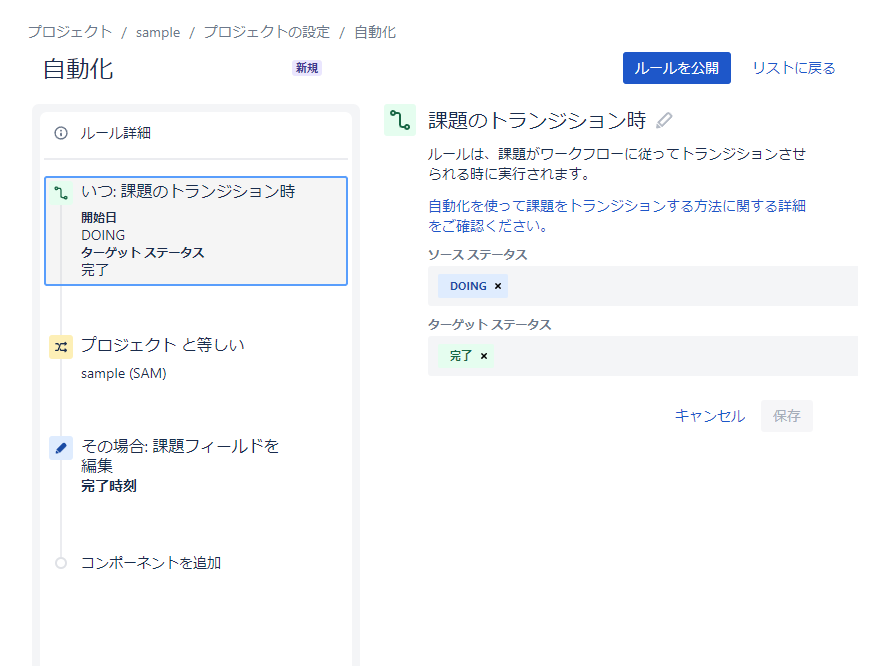 プロジェクト / sample / プロジェクトの設定 / 自動化
自動化
新規
ルールを公開
リストに戻る
ルール詳細
いつ: 課題のトランジション時
開始日
DOING
ターゲット ステータス
完了
プロジェクト と等しい
sample (SAM)
その場合: 課題フィールドを
編集
完了時刻
コンポーネントを追加
課題のトランジション時
ルールは、課題がワークフローに従ってトランジションさせ
られる時に実行されます。
自動化を使って課題をトランジションする方法に関する詳細
をご確認ください。
ソース ステータス
DOING ×
ターゲット ステータス
完了 ×
キャンセル
保存